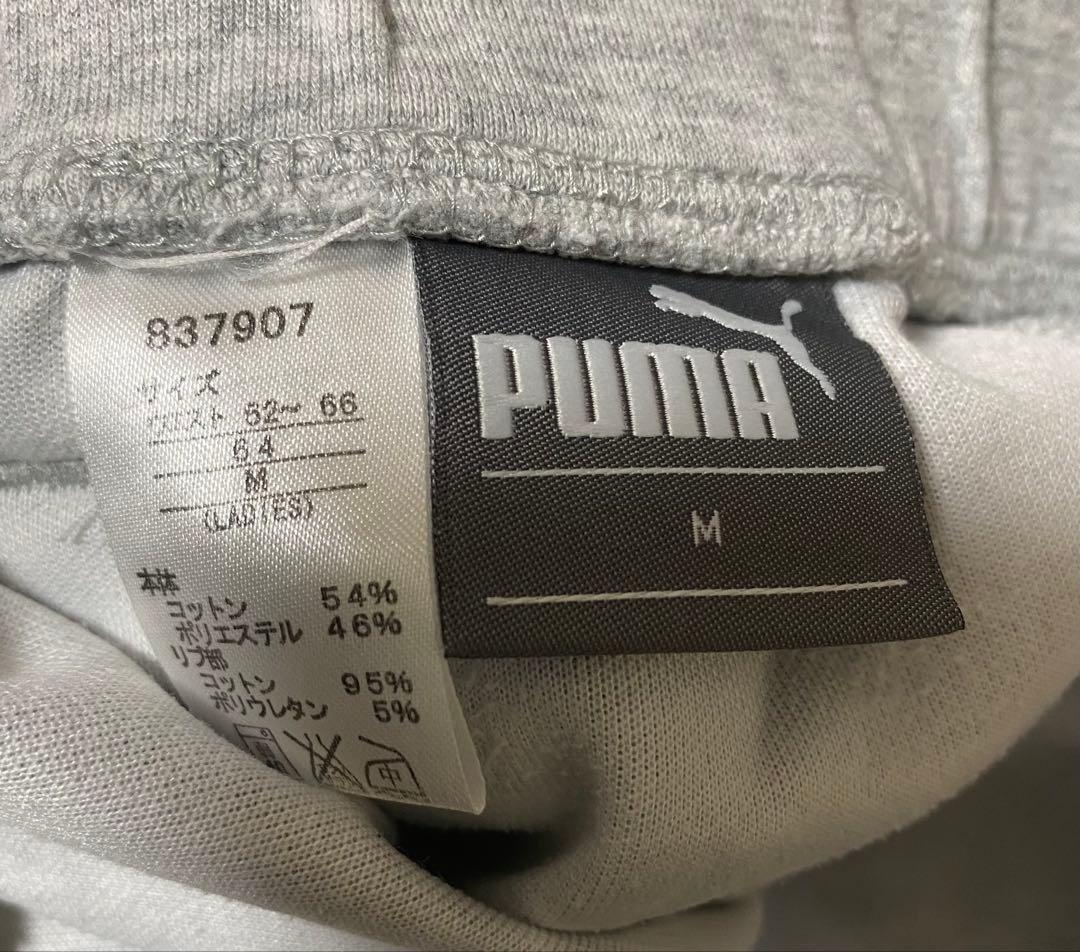 837907
サイズ
ウエスト 62～ 66
64
M
(LADIES)
本体
コットン 54%
ポリエステル 46%
リブ部
コットン 95%
ポリウレタン 5%
中
PUMA
M